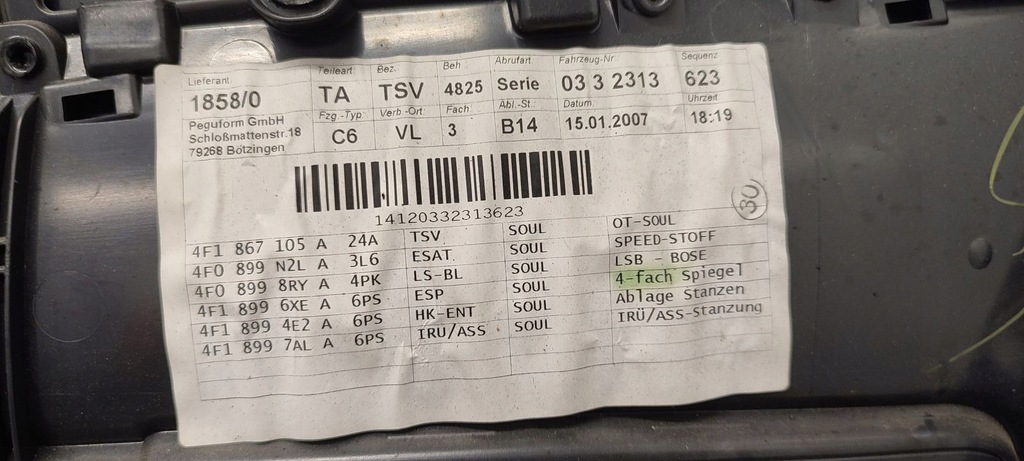 Lieferant Teileart Bez. Beh Abrufart Fahrzeug-Nr Sequenz
1858/0 TA TSV 4825 Serie 03 3 2313 623
Peguform GmbH Fzg.-Typ: Verb.-Ort: Fach: Abl.-St.: Datum Uhrzeit
Schloßmattenstr.18 C6 VL 3 B14 15.01.2007 18:19
79268 Bötzingen
14120332313623
30
4F1 867 105 A 24A TSV SOUL OT-SOUL
4F0 899 N2L A 3L6 ESAT SOUL SPEED-STOFF
4F0 899 8RY A 4PK LS-BL SOUL LSB - BOSE
4F1 899 6XE A 6PS ESP SOUL 4-fach Spiegel
4F1 899 4E2 A 6PS HK-ENT SOUL Ablage Stanzen
4F1 899 7AL A 6PS IRU/ASS SOUL IRÜ/ASS-Stanzung